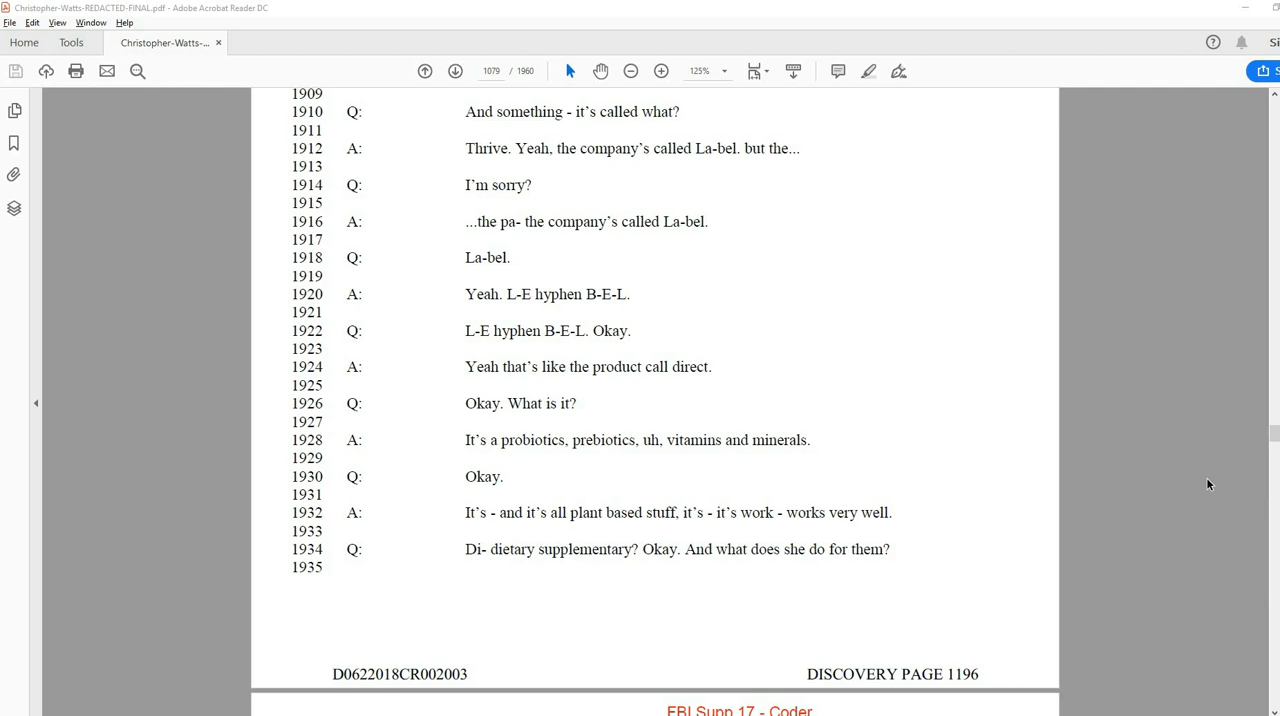 Christopher-Watts-REDACTED-FINAL.pdf - Adobe Acrobat Reader DC
File Edit View Window Help
Home Tools Christopher-Watts-... × ? Si
1079 / 1960 125% S
1909
1910 Q: And something - it's called what?
1911
1912 A: Thrive. Yeah, the company's called La-bel. but the...
1913
1914 Q: I'm sorry?
1915
1916 A: ...the pa- the company's called La-bel.
1917
1918 Q: La-bel.
1919
1920 A: Yeah. L-E hyphen B-E-L.
1921
1922 Q: L-E hyphen B-E-L. Okay.
1923
1924 A: Yeah that's like the product call direct.
1925
1926 Q: Okay. What is it?
1927
1928 A: It's a probiotics, prebiotics, uh, vitamins and minerals.
1929
1930 Q: Okay.
1931
1932 A: It's - and it's all plant based stuff, it's - it's work - works very well.
1933
1934 Q: Di- dietary supplementary? Okay. And what does she do for them?
1935
D0622018CR002003 DISCOVERY PAGE 1196
FBI Supp 17 - Coder